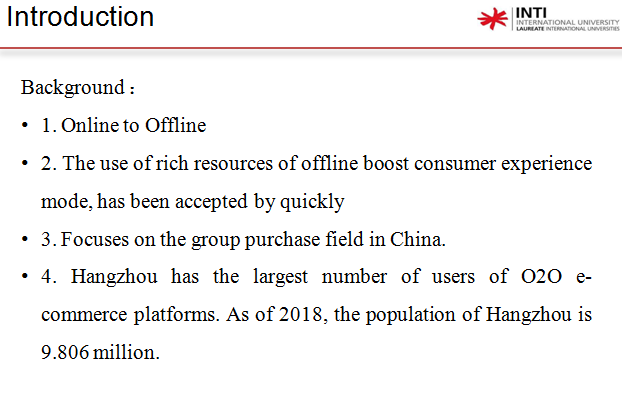 Introduction
INTI
INTERNATIONAL UNIVERSITY
LAUREATE INTERNATIONAL UNIVERSITIES
Background：
• 1. Online to Offline
• 2. The use of rich resources of offline boost consumer experience
mode, has been accepted by quickly
• 3. Focuses on the group purchase field in China.
• 4. Hangzhou has the largest number of users of O2O e-
commerce platforms. As of 2018, the population of Hangzhou is
9.806 million.